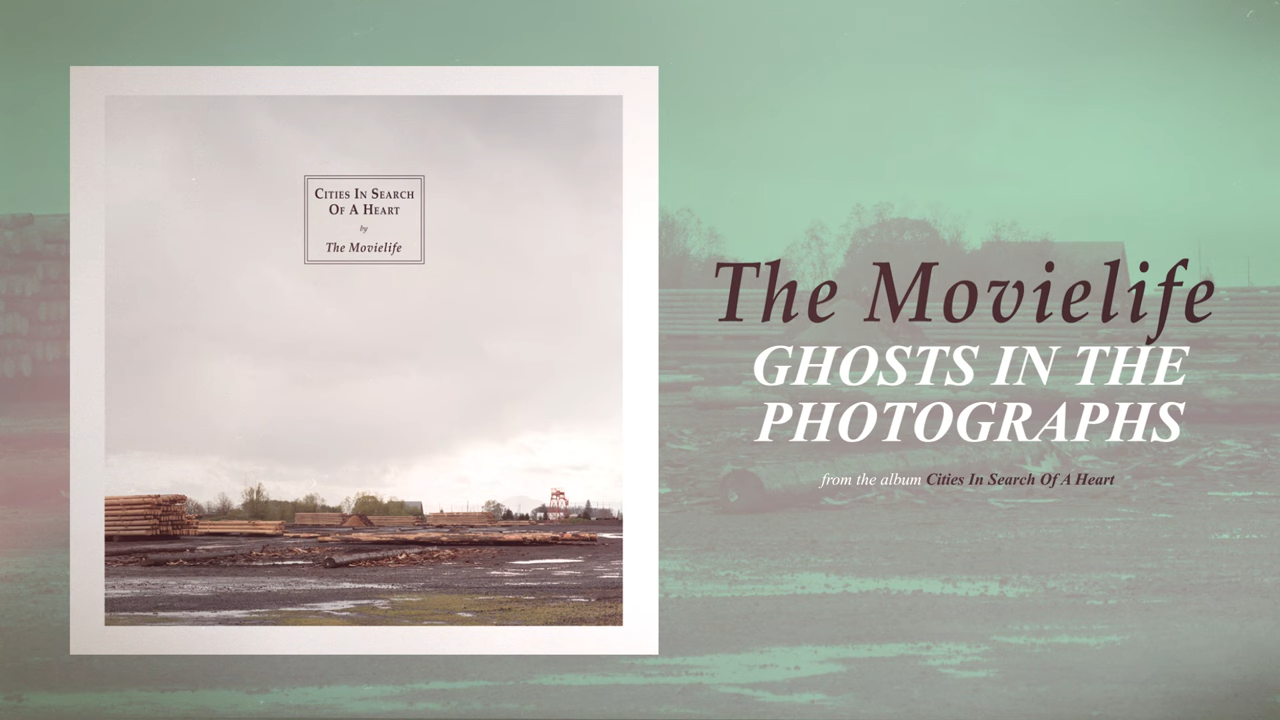 Cities In Search
Of A Heart
by
The Movielife
The Movielife
GHOSTS IN THE
PHOTOGRAPHS
from the album Cities In Search Of A Heart